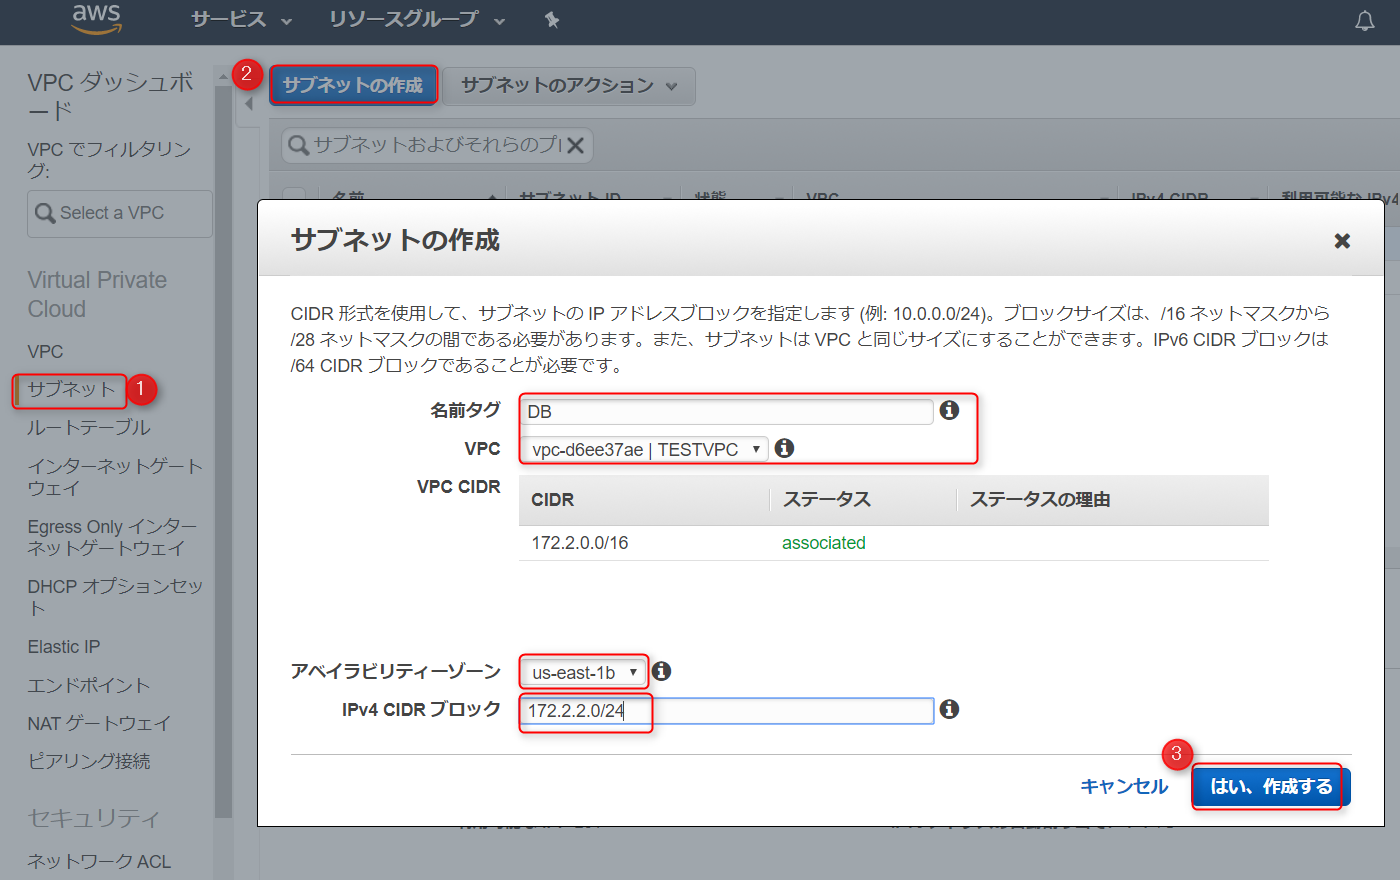 aws
サービス
リソースグループ
VPC ダッシュボ
ード
VPC でフィルタリン
グ:
Select a VPC
Virtual Private
Cloud
VPC
サブネット
1
ルートテーブル
インターネットゲート
ウェイ
Egress Only インター
ネットゲートウェイ
DHCP オプションセッ
ト
Elastic IP
エンドポイント
NAT ゲートウェイ
ピアリング接続
セキュリティ
ネットワーク ACL
2
サブネットの作成
サブネットのアクション
サブネットおよびそれらのプ
名前
サブネット ID
状態
VPC
IPv4 CIDR
利用可能な IPv4
サブネットの作成
CIDR 形式を使用して、サブネットの IP アドレスブロックを指定します (例: 10.0.0.0/24)。ブロックサイズは、/16 ネットマスクから
/28 ネットマスクの間である必要があります。また、サブネットは VPC と同じサイズにすることができます。IPv6 CIDR ブロックは
/64 CIDR ブロックであることが必要です。
名前タグ
DB
VPC
vpc-d6ee37ae | TESTVPC
VPC CIDR
CIDR
ステータス
ステータスの理由
172.2.0.0/16
associated
アベイラビリティーゾーン
us-east-1b
IPv4 CIDR ブロック
172.2.2.0/24
キャンセル
3
はい、作成する